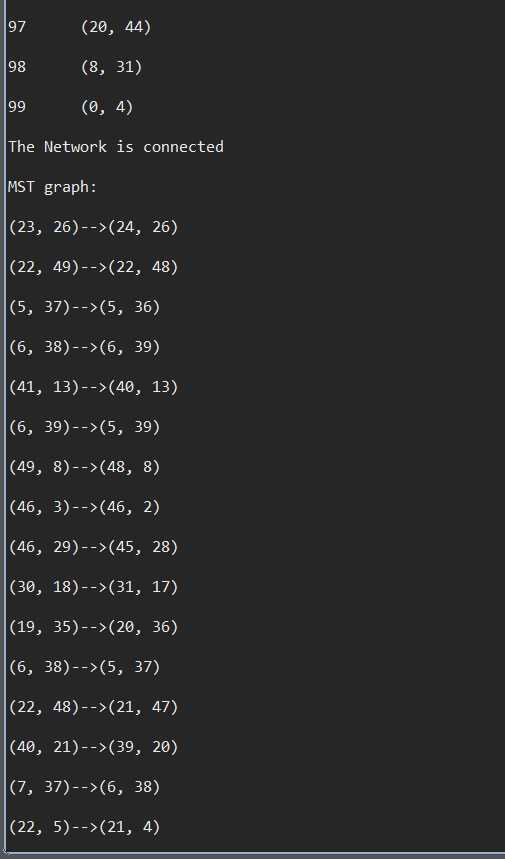 97      (20, 44)
98      (8, 31)
99      (0, 4)
The Network is connected
MST graph:
(23, 26)-->(24, 26)
(22, 49)-->(22, 48)
(5, 37)-->(5, 36)
(6, 38)-->(6, 39)
(41, 13)-->(40, 13)
(6, 39)-->(5, 39)
(49, 8)-->(48, 8)
(46, 3)-->(46, 2)
(46, 29)-->(45, 28)
(30, 18)-->(31, 17)
(19, 35)-->(20, 36)
(6, 38)-->(5, 37)
(22, 48)-->(21, 47)
(40, 21)-->(39, 20)
(7, 37)-->(6, 38)
(22, 5)-->(21, 4)